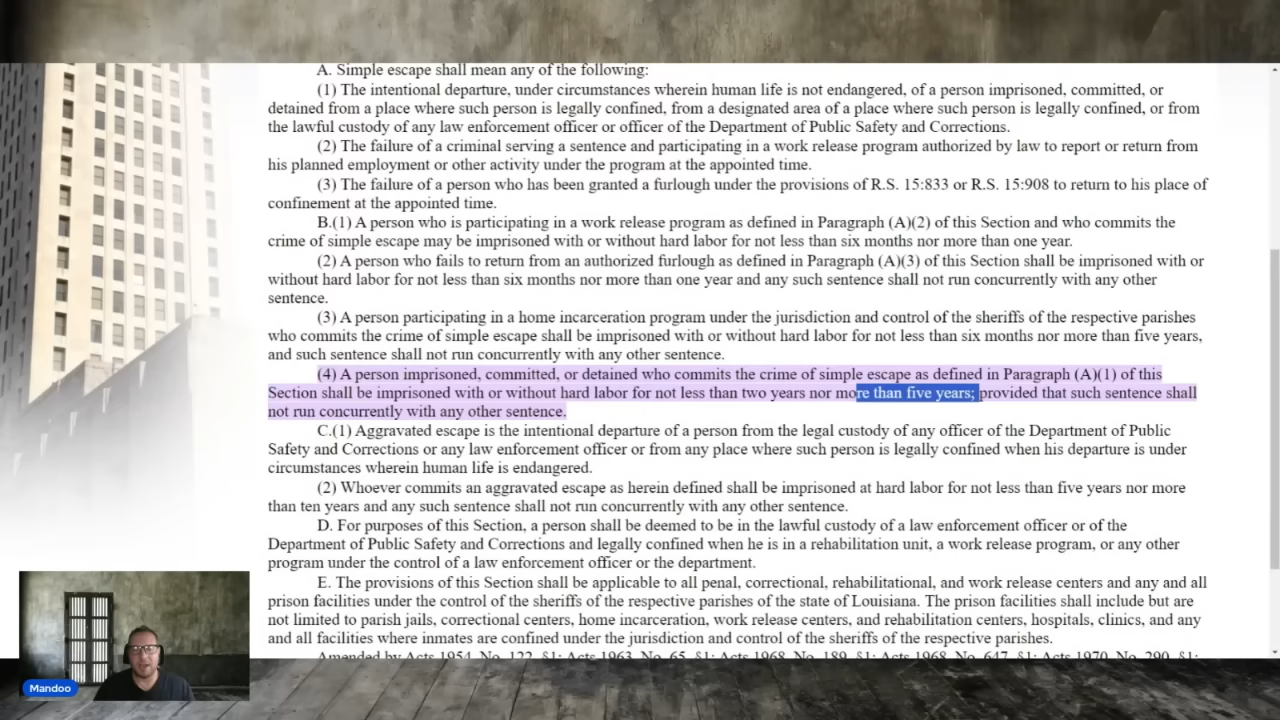 A. Simple escape shall mean any of the following:
(1) The intentional departure, under circumstances wherein human life is not endangered, of a person imprisoned, committed, or
detained from a place where such person is legally confined, from a designated area of a place where such person is legally confined, or from
the lawful custody of any law enforcement officer or officer of the Department of Public Safety and Corrections.
(2) The failure of a criminal serving a sentence and participating in a work release program authorized by law to report or return from
his planned employment or other activity under the program at the appointed time.
(3) The failure of a person who has been granted a furlough under the provisions of R.S. 15:833 or R.S. 15:908 to return to his place of
confinement at the appointed time.
B.(1) A person who is participating in a work release program as defined in Paragraph (A)(2) of this Section and who commits the
crime of simple escape may be imprisoned with or without hard labor for not less than six months nor more than one year.
(2) A person who fails to return from an authorized furlough as defined in Paragraph (A)(3) of this Section shall be imprisoned with or
without hard labor for not less than six months nor more than one year and any such sentence shall not run concurrently with any other
sentence.
(3) A person participating in a home incarceration program under the jurisdiction and control of the sheriffs of the respective parishes
who commits the crime of simple escape shall be imprisoned with or without hard labor for not less than six months nor more than five years,
and such sentence shall not run concurrently with any other sentence.
(4) A person imprisoned, committed, or detained who commits the crime of simple escape as defined in Paragraph (A)(1) of this
Section shall be imprisoned with or without hard labor for not less than two years nor more than five years; provided that such sentence shall
not run concurrently with any other sentence.
C.(1) Aggravated escape is the intentional departure of a person from the legal custody of any officer of the Department of Public
Safety and Corrections or any law enforcement officer or from any place where such person is legally confined when his departure is under
circumstances wherein human life is endangered.
(2) Whoever commits an aggravated escape as herein defined shall be imprisoned at hard labor for not less than five years nor more
than ten years and any such sentence shall not run concurrently with any other sentence.
D. For purposes of this Section, a person shall be deemed to be in the lawful custody of a law enforcement officer or of the
Department of Public Safety and Corrections and legally confined when he is in a rehabilitation unit, a work release program, or any other
program under the control of a law enforcement officer or the department.
E. The provisions of this Section shall be applicable to all penal, correctional, rehabilitational, and work release centers and any and all
prison facilities under the control of the sheriffs of the respective parishes of the state of Louisiana. The prison facilities shall include but are
not limited to parish jails, correctional centers, home incarceration, work release centers, and rehabilitation centers, hospitals, clinics, and any
and all facilities where inmates are confined under the jurisdiction and control of the sheriffs of the respective parishes.
Amended by Acts 1954, No. 122, §1; Acts 1963, No. 65, §1; Acts 1968, No. 189, §1; Acts 1968, No. 647, §1; Acts 1970, No. 290, §1;
Mandoo